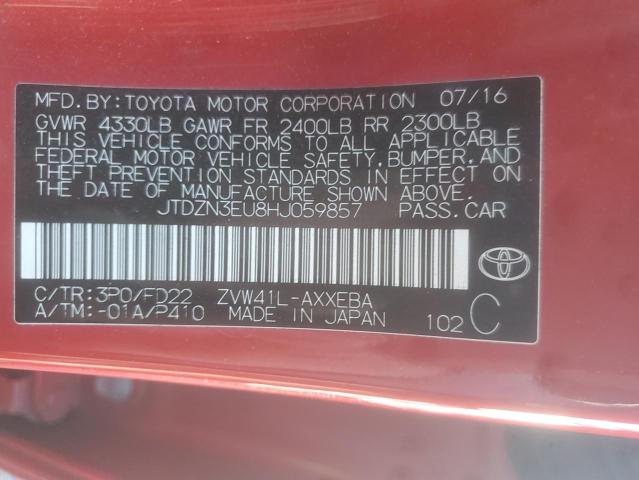 MFD. BY: TOYOTA MOTOR CORPORATION 07/16
GVWR 4330LB GAWR FR 2400LB RR 2300LB
THIS VEHICLE CONFORMS TO ALL APPLICABLE
FEDERAL MOTOR VEHICLE SAFETY, BUMPER, AND
THEFT PREVENTION STANDARDS IN EFFECT ON
THE DATE OF MANUFACTURE SHOWN ABOVE.
JTDZN3EU8HJ059857 PASS. CAR
C/TR: 3P0/FD22 ZVW41L-AXXEBA
A/TM: -01A/P410 MADE IN JAPAN 102 C